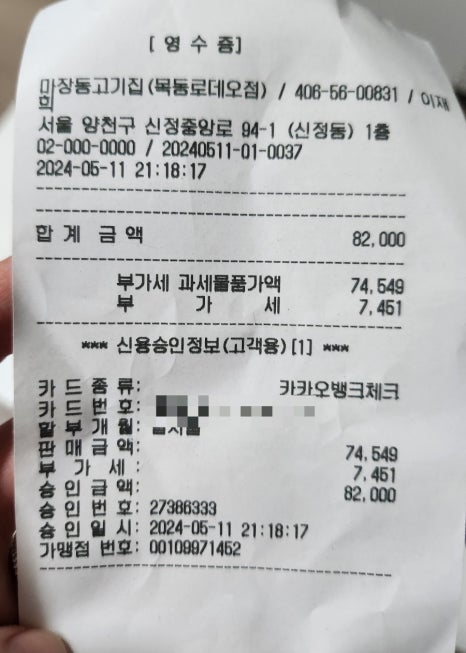 [ 영 수 증]
마장동고기집(목동로데오점) / 406-56-00831 / 이재
희
서울 양천구 신정중앙로 94-1 (신정동) 1층
02-000-0000 / 20240511-01-0037
2024-05-11 21:18:17
합 계 금 액 82,000
부가세 과세물품가액 74,549
부 가 세 7,451
*** 신용승인정보(고객용)[1] ***
카 드 종 류: 카카오뱅크체크
카 드 번 호:
할 부 개 월:
판 매 금 액: 74,549
부 가 세 : 7,451
승 인 금 액: 82,000
승 인 번 호: 27386333
승 인 일 시: 2024-05-11 21:18:17
가맹점 번호: 00109971452